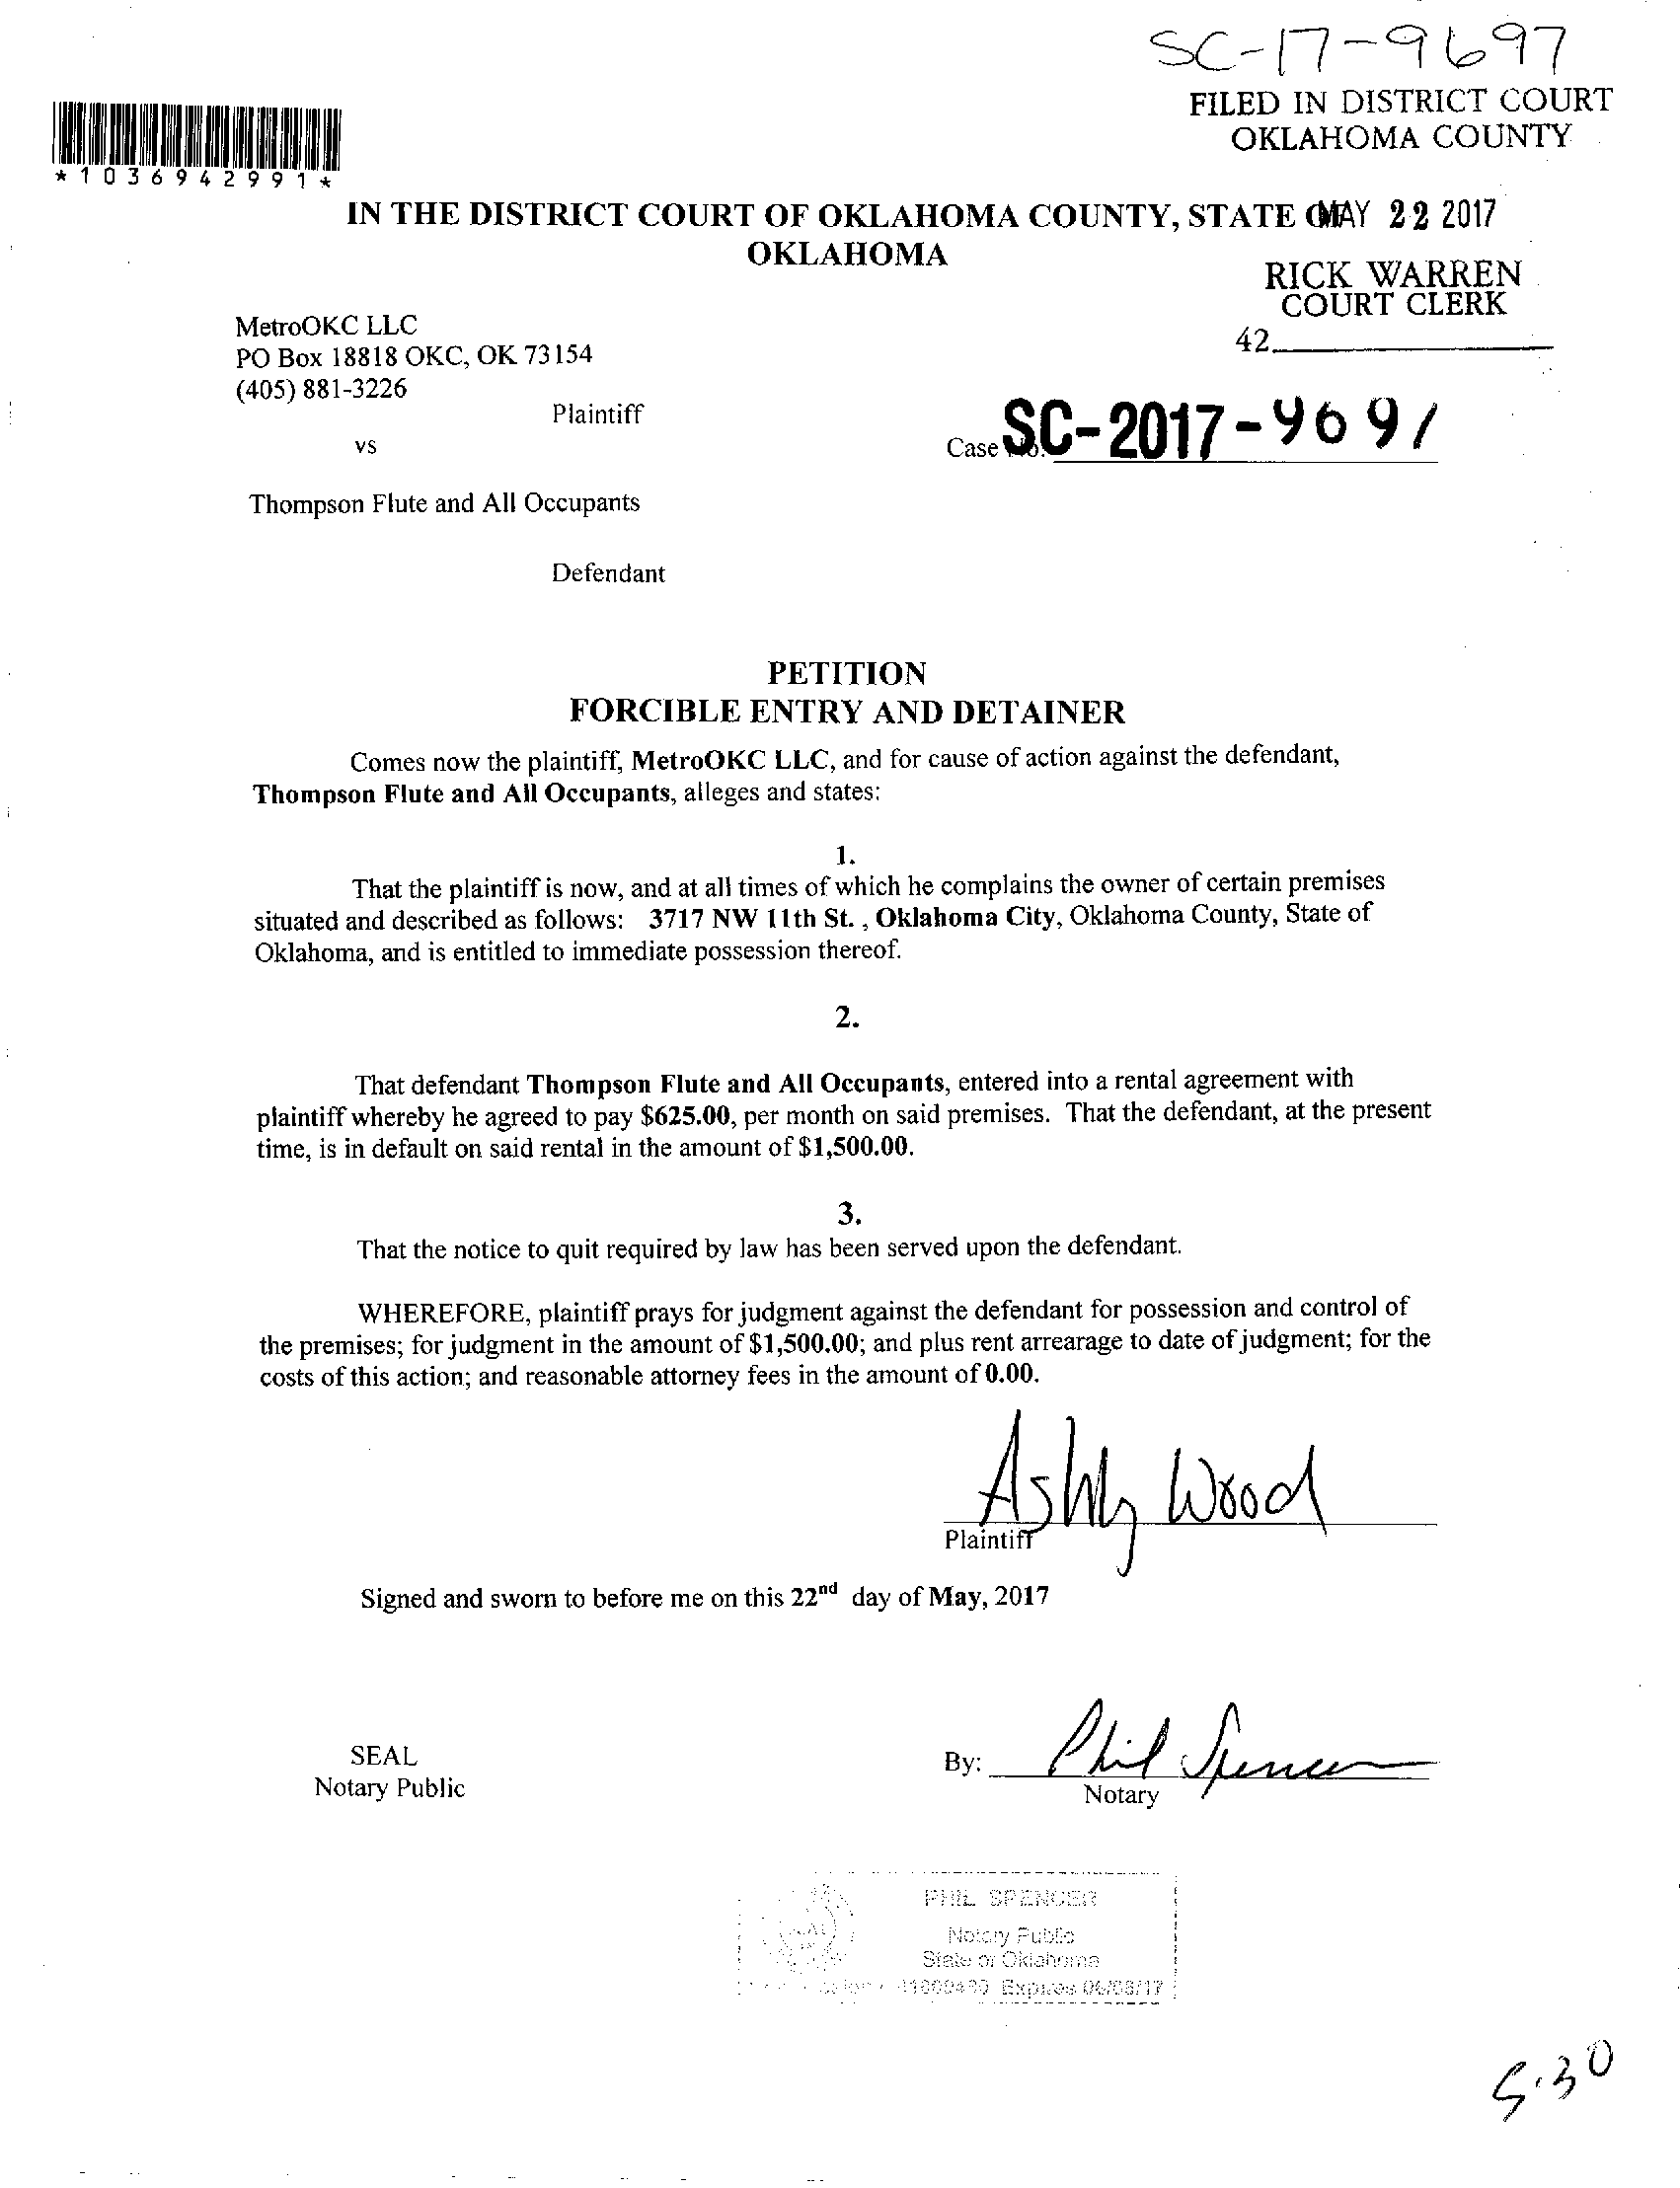 SC-17-9697
FILED IN DISTRICT COURT
OKLAHOMA COUNTY
*1036942991*
IN THE DISTRICT COURT OF OKLAHOMA COUNTY, STATE
MAY 22 2017
OKLAHOMA
RICK WARREN
COURT CLERK
42
MetroOKC LLC
PO Box 18818 OKC, OK 73154
(405) 881-3226
Plaintiff
vs
Case No. SC-2017-969/
Thompson Flute and All Occupants
Defendant
PETITION
FORCIBLE ENTRY AND DETAINER
Comes now the plaintiff, MetroOKC LLC, and for cause of action against the defendant,
Thompson Flute and All Occupants, alleges and states:
1.
That the plaintiff is now, and at all times of which he complains the owner of certain premises
situated and described as follows: 3717 NW 11th St. , Oklahoma City, Oklahoma County, State of
Oklahoma, and is entitled to immediate possession thereof.
2.
That defendant Thompson Flute and All Occupants, entered into a rental agreement with
plaintiff whereby he agreed to pay $625.00, per month on said premises. That the defendant, at the present
time, is in default on said rental in the amount of $1,500.00.
3.
That the notice to quit required by law has been served upon the defendant.
WHEREFORE, plaintiff prays for judgment against the defendant for possession and control of
the premises; for judgment in the amount of $1,500.00; and plus rent arrearage to date of judgment; for the
costs of this action; and reasonable attorney fees in the amount of 0.00.
Ashly Wood
Plaintiff
Signed and sworn to before me on this 22nd day of May, 2017
SEAL
Notary Public
By: Phil Spencer
Notary
PHIL SPENCER
Notary Public
State of Oklahoma
Expires 06/08/17
5.30